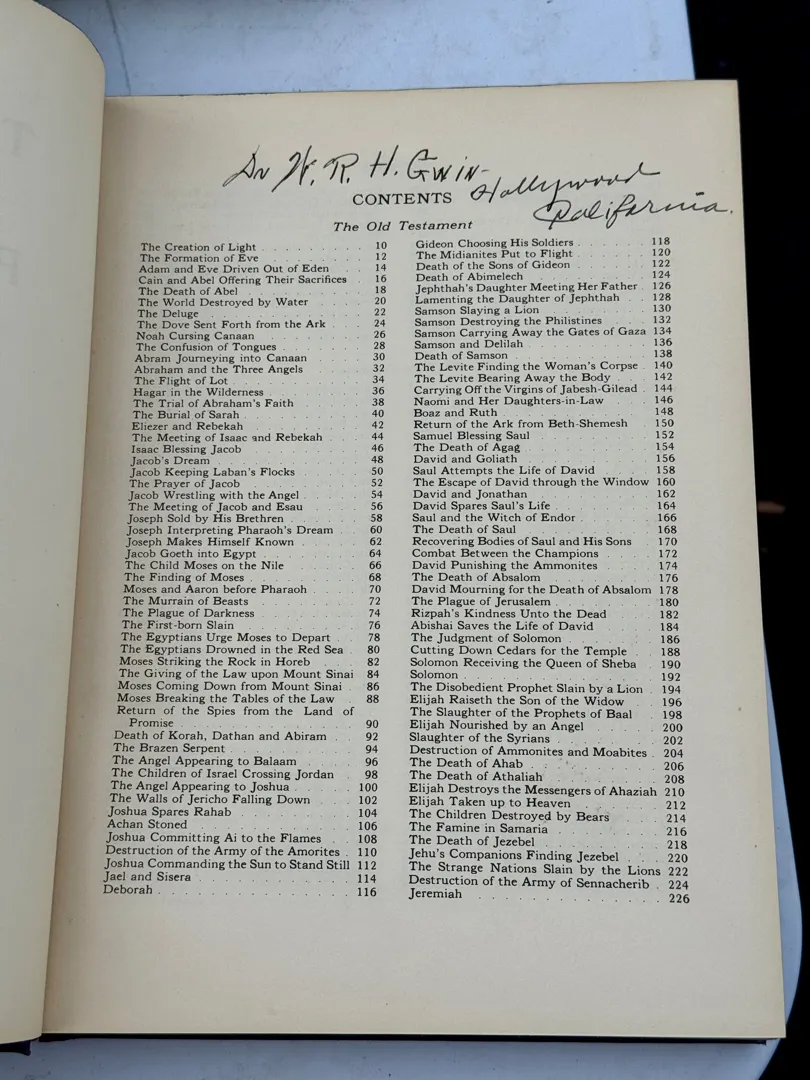 Dr W. R. H. Gwin-
Hollywood
California.
CONTENTS
The Old Testament
The Creation of Light . . . . . . . . . 10
The Formation of Eve . . . . . . . . . 12
Adam and Eve Driven Out of Eden . . . 14
Cain and Abel Offering Their Sacrifices . 16
The Death of Abel . . . . . . . . . . 18
The World Destroyed by Water . . . . 20
The Deluge . . . . . . . . . . . . . 22
The Dove Sent Forth from the Ark . . . 24
Noah Cursing Canaan . . . . . . . . . 26
The Confusion of Tongues . . . . . . . 28
Abram Journeying into Canaan . . . . 30
Abraham and the Three Angels . . . . 32
The Flight of Lot . . . . . . . . . . . 34
Hagar in the Wilderness . . . . . . . . 36
The Trial of Abraham's Faith . . . . . 38
The Burial of Sarah . . . . . . . . . . 40
Eliezer and Rebekah . . . . . . . . . 42
The Meeting of Isaac and Rebekah . . . 44
Isaac Blessing Jacob . . . . . . . . . 46
Jacob's Dream . . . . . . . . . . . . 48
Jacob Keeping Laban's Flocks . . . . . 50
The Prayer of Jacob . . . . . . . . . . 52
Jacob Wrestling with the Angel . . . . . 54
The Meeting of Jacob and Esau . . . . 56
Joseph Sold by His Brethren . . . . . . 58
Joseph Interpreting Pharaoh's Dream . . 60
Joseph Makes Himself Known . . . . . 62
Jacob Goeth into Egypt . . . . . . . . 64
The Child Moses on the Nile . . . . . 66
The Finding of Moses . . . . . . . . . 68
Moses and Aaron before Pharaoh . . . . 70
The Murrain of Beasts . . . . . . . . 72
The Plague of Darkness . . . . . . . . 74
The First-born Slain . . . . . . . . . 76
The Egyptians Urge Moses to Depart . . 78
The Egyptians Drowned in the Red Sea . 80
Moses Striking the Rock in Horeb . . . 82
The Giving of the Law upon Mount Sinai 84
Moses Coming Down from Mount Sinai . 86
Moses Breaking the Tables of the Law . 88
Return of the Spies from the Land of
Promise . . . . . . . . . . . . . . 90
Death of Korah, Dathan and Abiram . . 92
The Brazen Serpent . . . . . . . . . . 94
The Angel Appearing to Balaam . . . . 96
The Children of Israel Crossing Jordan . 98
The Angel Appearing to Joshua . . . . . 100
The Walls of Jericho Falling Down . . . 102
Joshua Spares Rahab . . . . . . . . . 104
Achan Stoned . . . . . . . . . . . . 106
Joshua Committing Ai to the Flames . . 108
Destruction of the Army of the Amorites . 110
Joshua Commanding the Sun to Stand Still 112
Jael and Sisera . . . . . . . . . . . . 114
Deborah . . . . . . . . . . . . . . . 116
Gideon Choosing His Soldiers . . . . . . 118
The Midianites Put to Flight . . . . . . 120
Death of the Sons of Gideon . . . . . . 122
Death of Abimelech . . . . . . . . . . 124
Jephthah's Daughter Meeting Her Father . 126
Lamenting the Daughter of Jephthah . . 128
Samson Slaying a Lion . . . . . . . . 130
Samson Destroying the Philistines . . . 132
Samson Carrying Away the Gates of Gaza 134
Samson and Delilah . . . . . . . . . . 136
Death of Samson . . . . . . . . . . . 138
The Levite Finding the Woman's Corpse . 140
The Levite Bearing Away the Body . . . 142
Carrying Off the Virgins of Jabesh-Gilead . 144
Naomi and Her Daughters-in-Law . . . 146
Boaz and Ruth . . . . . . . . . . . . 148
Return of the Ark from Beth-Shemesh . . 150
Samuel Blessing Saul . . . . . . . . . 152
The Death of Agag . . . . . . . . . . 154
David and Goliath . . . . . . . . . . 156
Saul Attempts the Life of David . . . . 158
The Escape of David through the Window 160
David and Jonathan . . . . . . . . . . 162
David Spares Saul's Life . . . . . . . . 164
Saul and the Witch of Endor . . . . . . 166
The Death of Saul . . . . . . . . . . . 168
Recovering Bodies of Saul and His Sons . 170
Combat Between the Champions . . . . 172
David Punishing the Ammonites . . . . 174
The Death of Absalom . . . . . . . . . 176
David Mourning for the Death of Absalom 178
The Plague of Jerusalem . . . . . . . . 180
Rizpah's Kindness Unto the Dead . . . 182
Abishai Saves the Life of David . . . . 184
The Judgment of Solomon . . . . . . . 186
Cutting Down Cedars for the Temple . . 188
Solomon Receiving the Queen of Sheba . 190
Solomon . . . . . . . . . . . . . . . 192
The Disobedient Prophet Slain by a Lion . 194
Elijah Raiseth the Son of the Widow . . 196
The Slaughter of the Prophets of Baal . . 198
Elijah Nourished by an Angel . . . . . 200
Slaughter of the Syrians . . . . . . . . 202
Destruction of Ammonites and Moabites . 204
The Death of Ahab . . . . . . . . . . 206
The Death of Athaliah . . . . . . . . . 208
Elijah Destroys the Messengers of Ahaziah 210
Elijah Taken up to Heaven . . . . . . 212
The Children Destroyed by Bears . . . . 214
The Famine in Samaria . . . . . . . . 216
The Death of Jezebel . . . . . . . . . 218
Jehu's Companions Finding Jezebel . . . 220
The Strange Nations Slain by the Lions 222
Destruction of the Army of Sennacherib . 224
Jeremiah . . . . . . . . . . . . . . 226